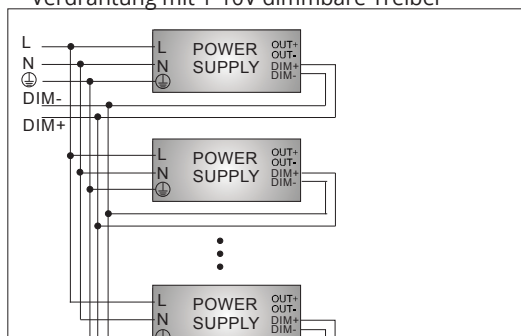 Verdrahtung mit 1-10V dimmbare Treiber
L
N
DIM-
DIM+
L
N
POWER
SUPPLY
OUT+
OUT-
DIM+
DIM-
L
N
POWER
SUPPLY
OUT+
OUT-
DIM+
DIM-
L
N
POWER
SUPPLY
OUT+
OUT-
DIM+
DIM-